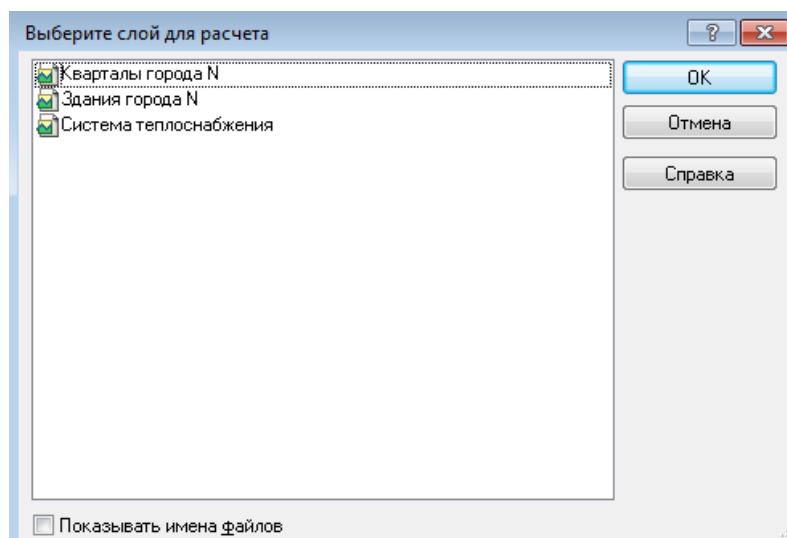 Выберите слой для расчета
Кварталы города N
Здания города N
Система теплоснабжения
OK
Отмена
Справка
Показывать имена файлов